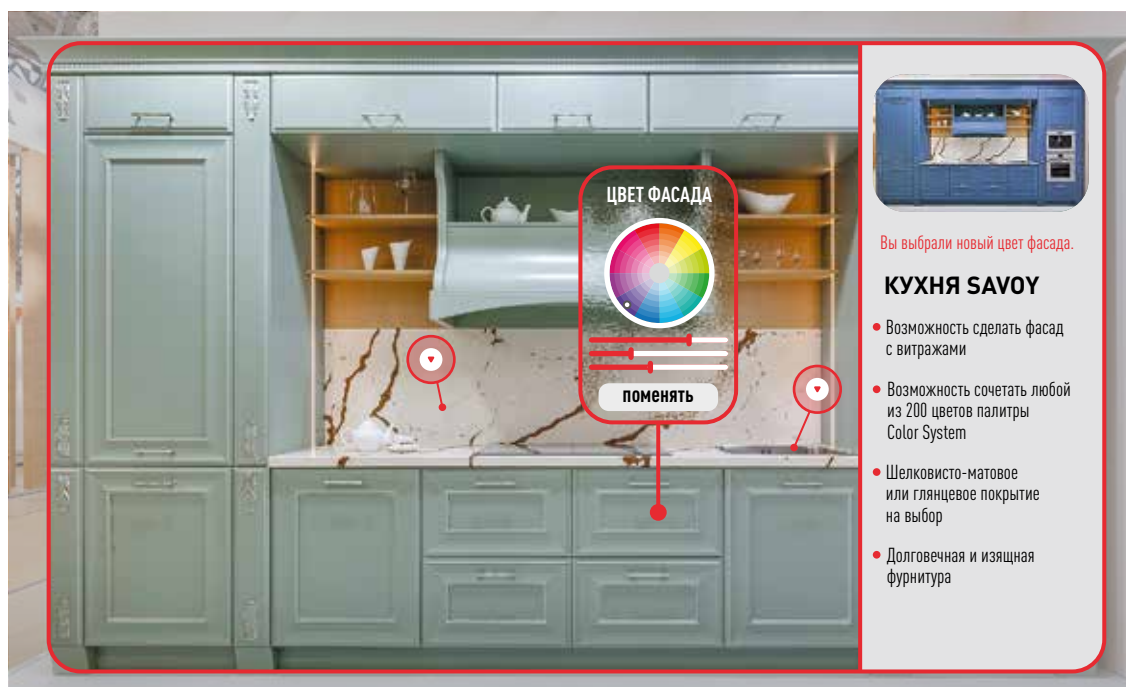 ЦВЕТ ФАСАДА
поменять
Вы выбрали новый цвет фасада.
КУХНЯ SAVOY
• Возможность сделать фасад
с витражами
• Возможность сочетать любой
из 200 цветов палитры
Color System
• Шелковисто-матовое
или глянцевое покрытие
на выбор
• Долговечная и изящная
фурнитура